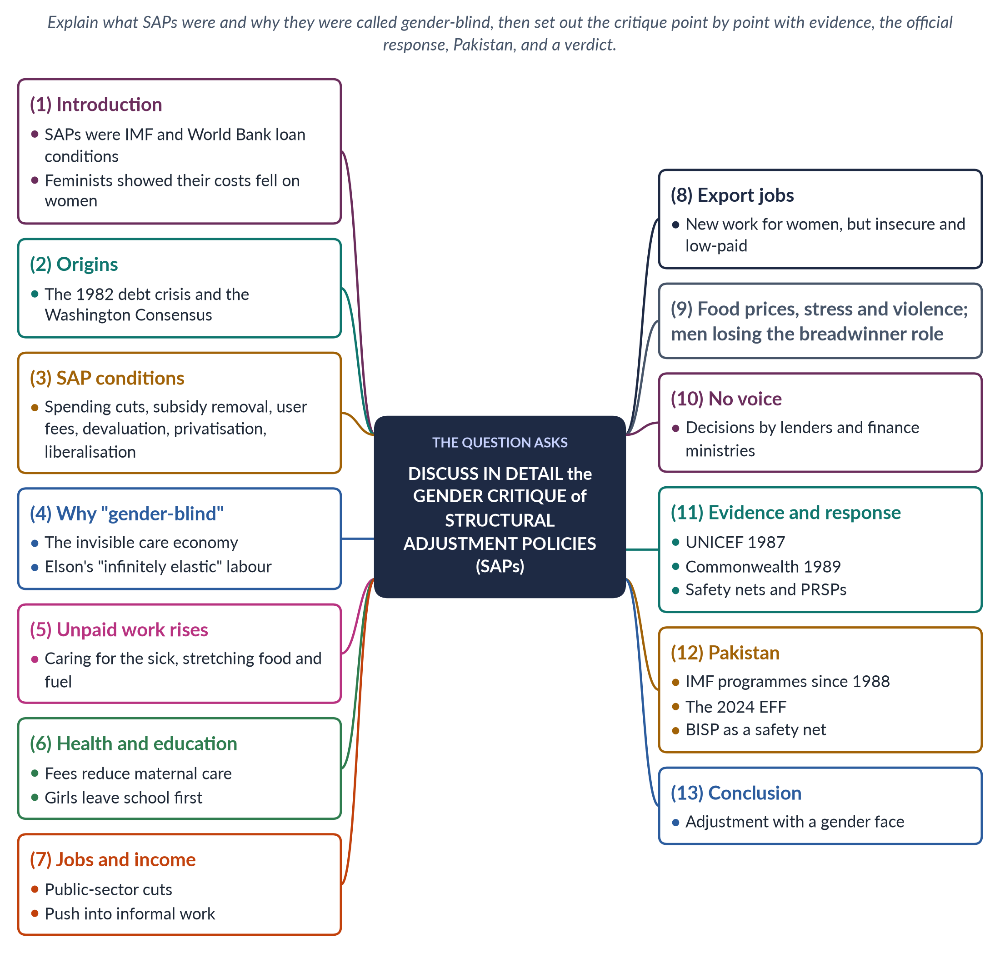 Explain what SAPs were and why they were called gender-blind, then set out the critique point by point with evidence, the official
response, Pakistan, and a verdict.
(1) Introduction
SAPs were IMF and World Bank loan
conditions
Feminists showed their costs fell on
women
(2) Origins
The 1982 debt crisis and the
Washington Consensus
(3) SAP conditions
Spending cuts, subsidy removal, user
fees, devaluation, privatisation,
liberalisation
(4) Why "gender-blind"
The invisible care economy
Elson's "infinitely elastic" labour
(5) Unpaid work rises
Caring for the sick, stretching food and
fuel
(6) Health and education
Fees reduce maternal care
Girls leave school first
(7) Jobs and income
Public-sector cuts
Push into informal work
THE QUESTION ASKS
DISCUSS IN DETAIL the
GENDER CRITIQUE of
STRUCTURAL
ADJUSTMENT POLICIES
(SAPs)
(8) Export jobs
New work for women, but insecure and
low-paid
(9) Food prices, stress and violence;
men losing the breadwinner role
(10) No voice
Decisions by lenders and finance
ministries
(11) Evidence and response
UNICEF 1987
Commonwealth 1989
Safety nets and PRSPs
(12) Pakistan
IMF programmes since 1988
The 2024 EFF
BISP as a safety net
(13) Conclusion
Adjustment with a gender face